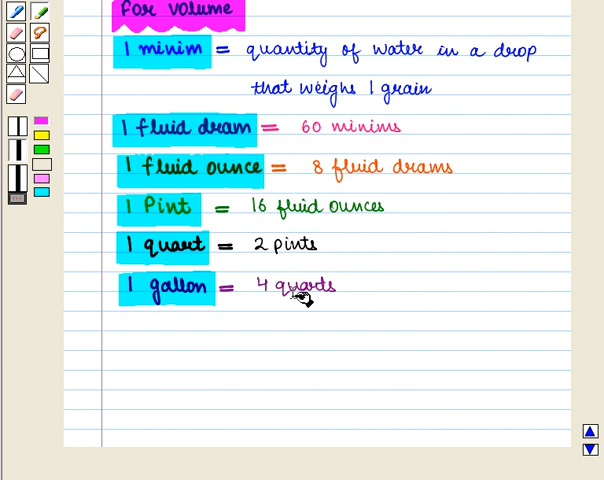 For volume
1 minim = quantity of water in a drop
that weighs 1 grain
1 fluid dram = 60 minims
1 fluid ounce = 8 fluid drams
1 Pint = 16 fluid ounces
1 quart = 2 pints
1 gallon = 4 quarts